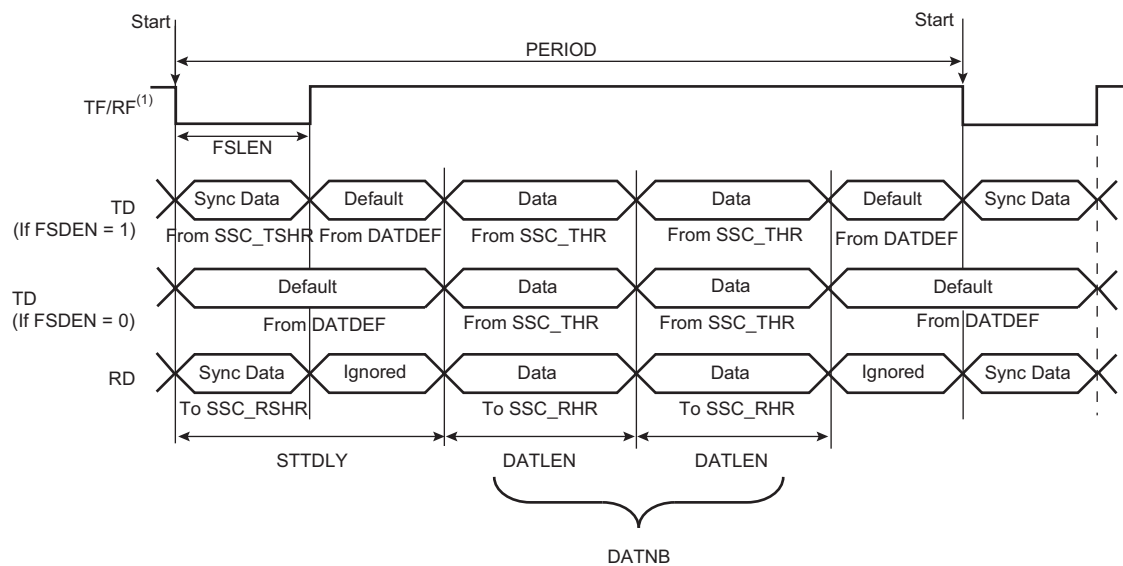 Start
Start
PERIOD
TF/RF(1)
FSLEN
TD
(If FSDEN = 1)
Sync Data
Default
Data
Data
Default
Sync Data
From SSC_TSHR
From DATDEF
From SSC_THR
From SSC_THR
From DATDEF
TD
(If FSDEN = 0)
Default
Data
Data
Default
From DATDEF
From SSC_THR
From SSC_THR
From DATDEF
RD
Sync Data
Ignored
Data
Data
Ignored
Sync Data
To SSC_RSHR
To SSC_RHR
To SSC_RHR
STTDLY
DATLEN
DATLEN
DATNB